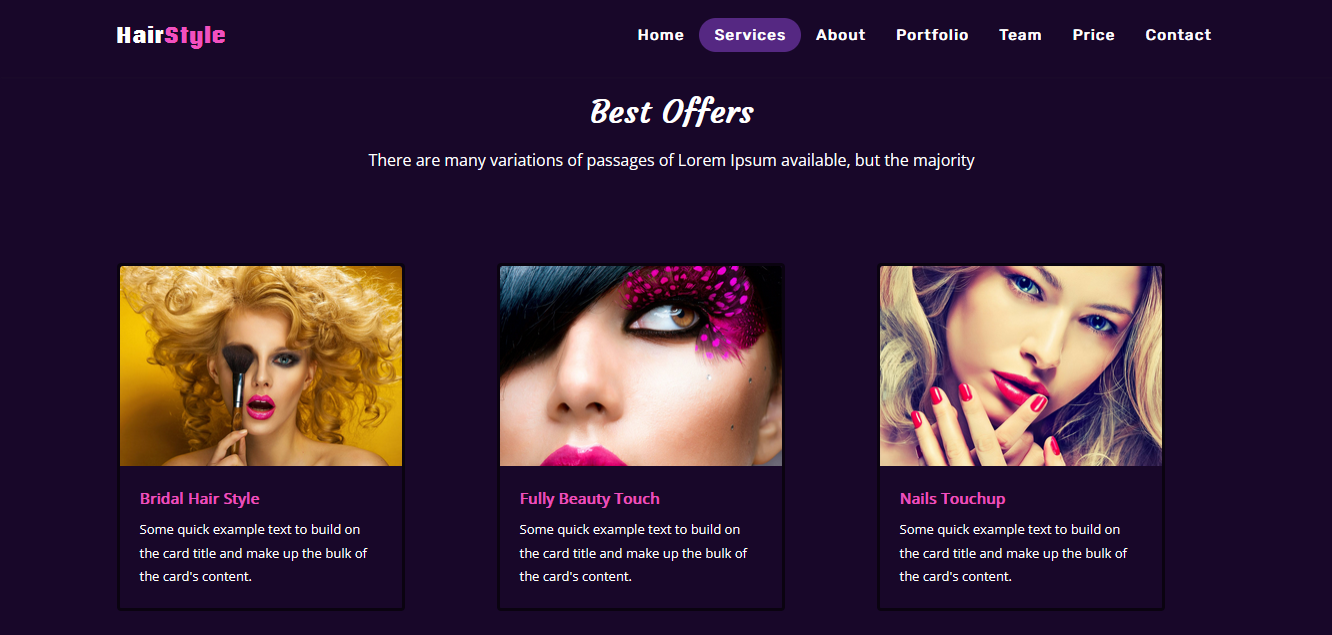 HairStyle
Home Services About Portfolio Team Price Contact
Best Offers
There are many variations of passages of Lorem Ipsum available, but the majority
Bridal Hair Style
Some quick example text to build on
the card title and make up the bulk of
the card's content.
Fully Beauty Touch
Some quick example text to build on
the card title and make up the bulk of
the card's content.
Nails Touchup
Some quick example text to build on
the card title and make up the bulk of
the card's content.